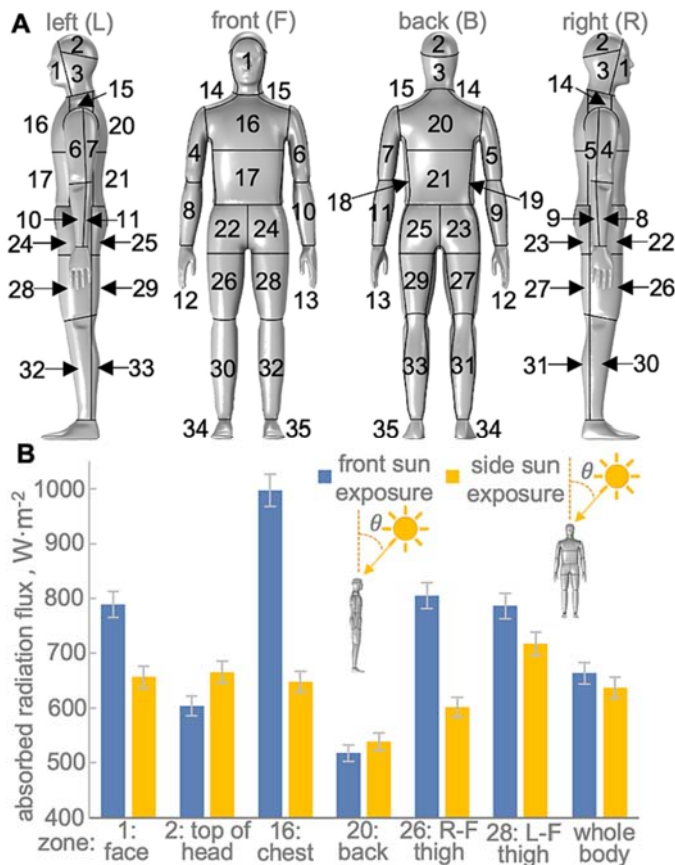 A left (L) front (F) back (B) right (R)
2 2
1 3 1 3 3 1
15 14 15 15 14 14
16 20 16 20
6 7 4 6 7 5 5 4
17 21 17 18 21 19
10 11 8 10 11 9 9 8
24 25 22 24 25 23 23 22
28 29 26 28 29 27 27 26
12 13 13 12
32 33 30 32 33 31 31 30
34 35 35 34
B
front sun exposure
side sun exposure
θ
θ
absorbed radiation flux , W·m-2
1000
900
800
700
600
500
400
zone: 1: face
2: top of head
16: chest
20: back
26: R-F thigh
28: L-F thigh
whole body